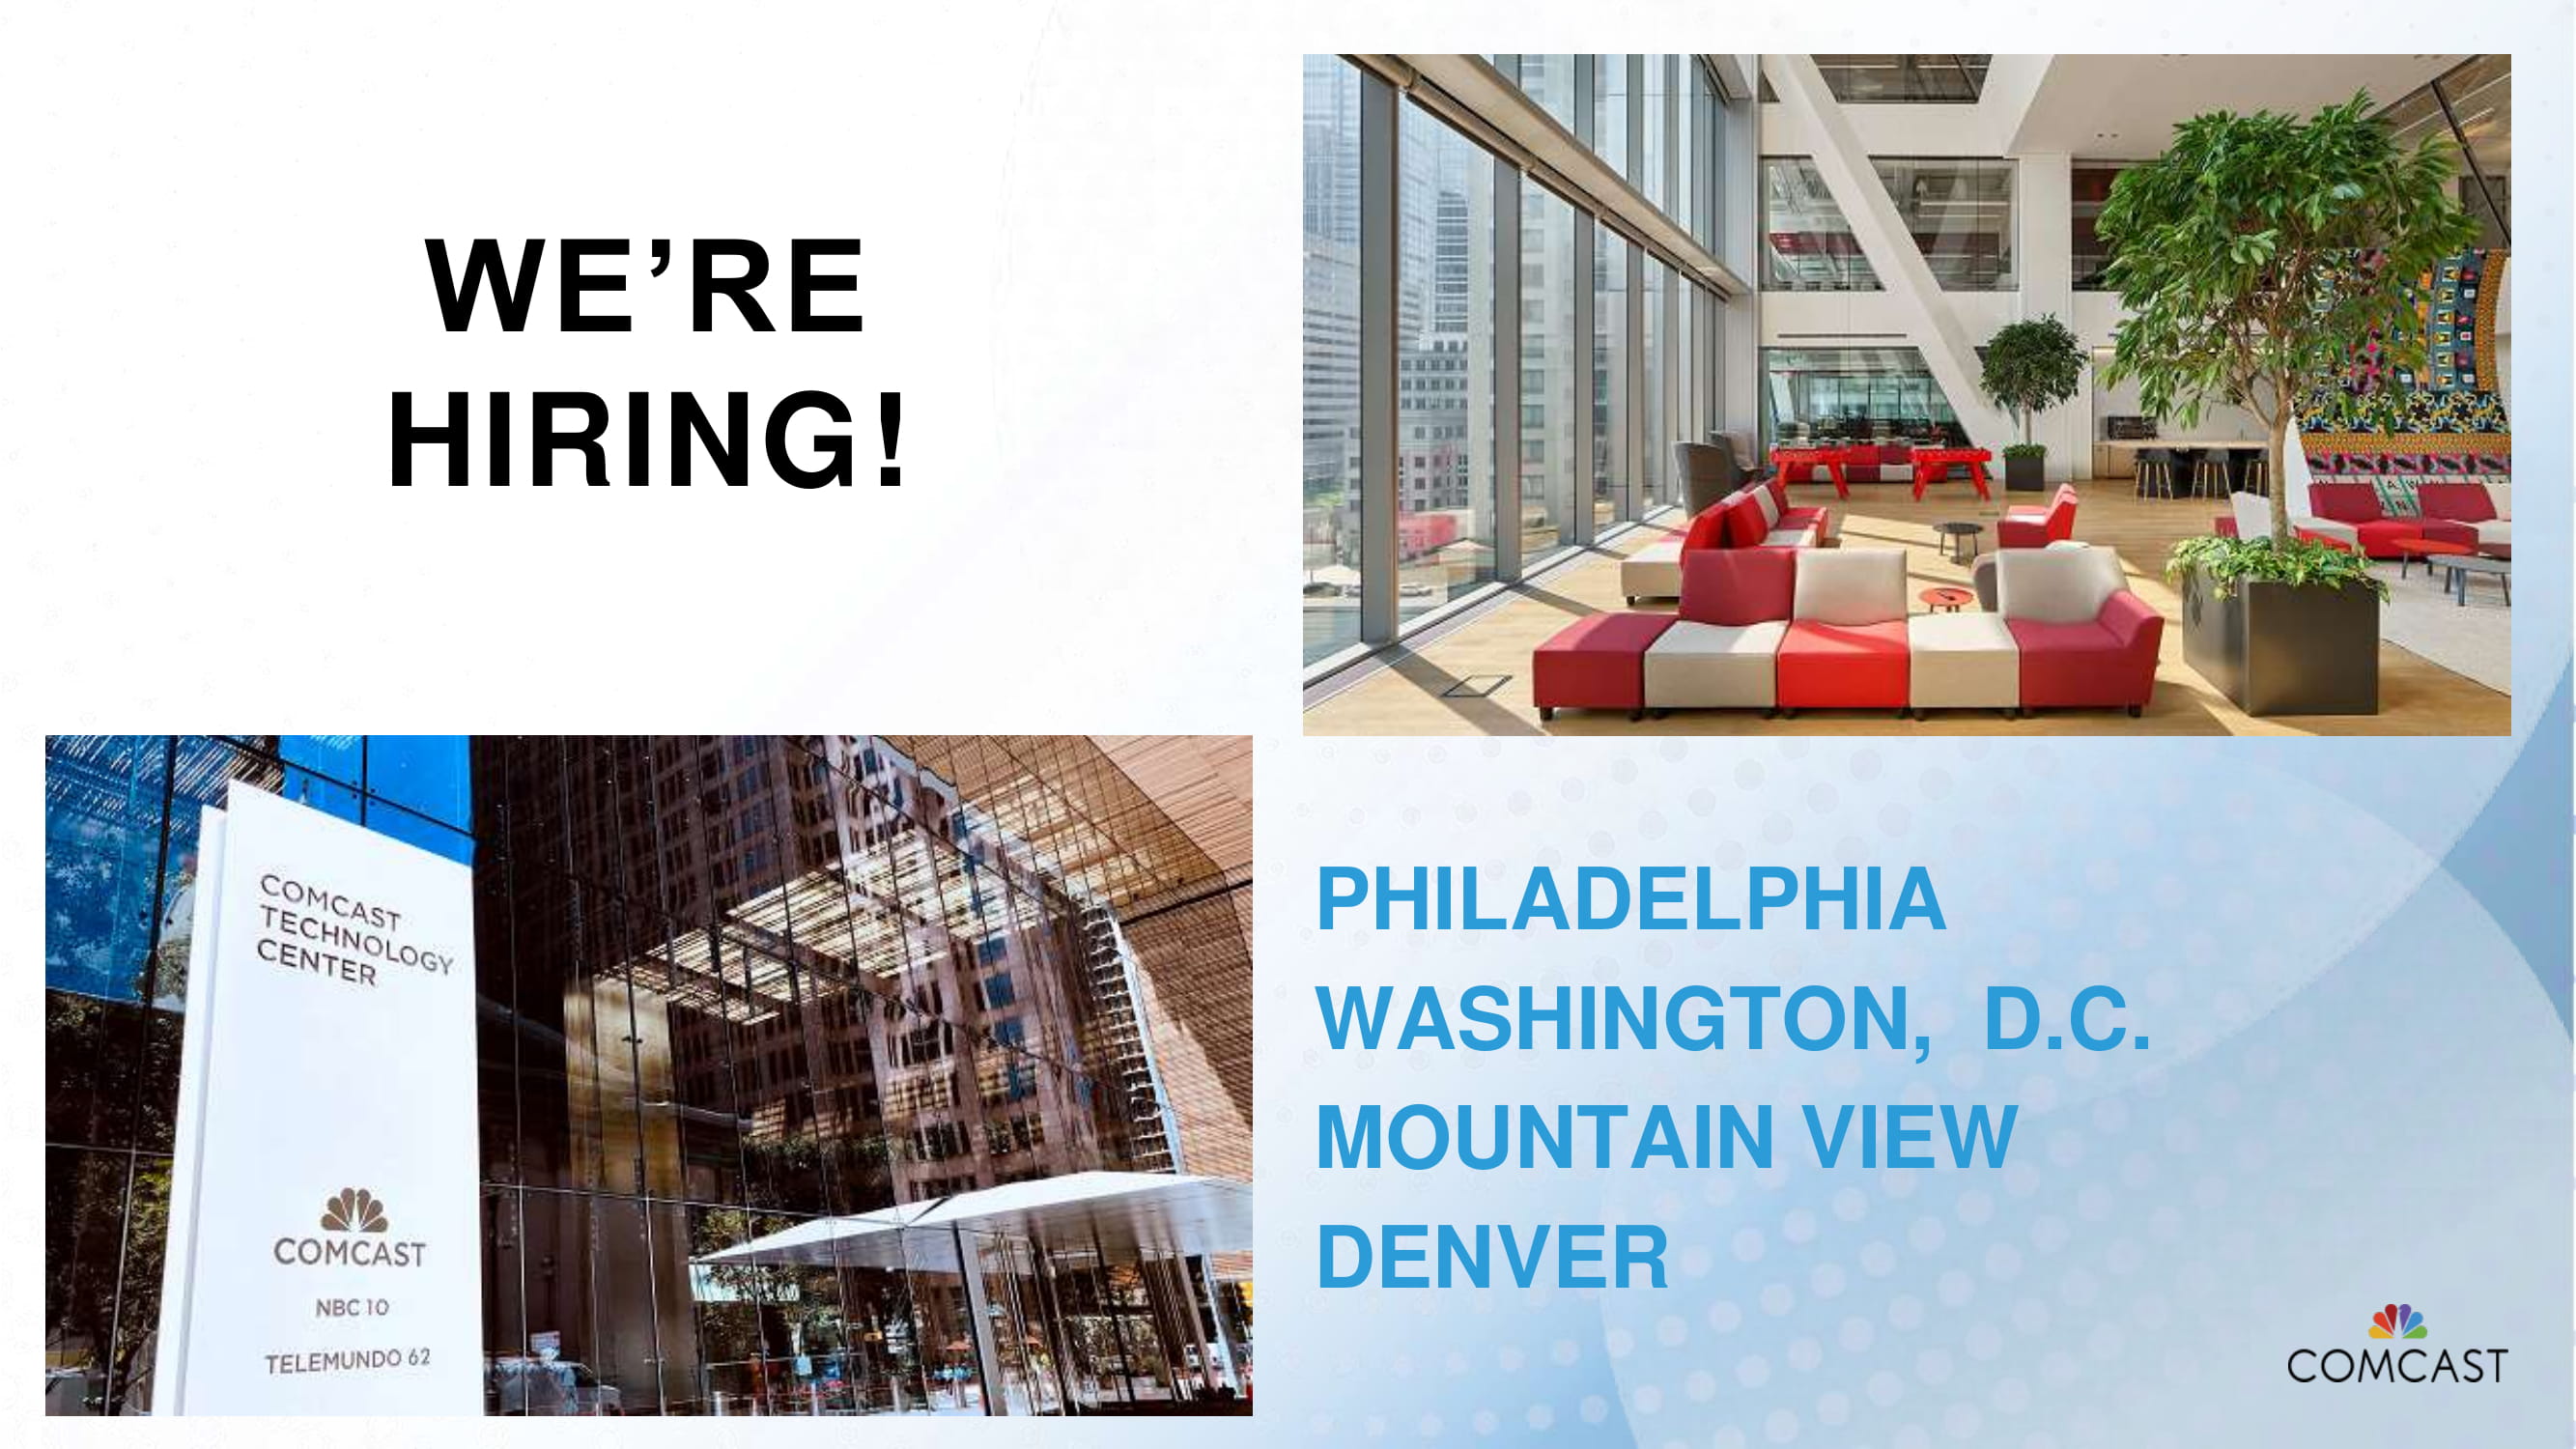 WE’RE
HIRING!
COMCAST
TECHNOLOGY
CENTER
COMCAST
NBC 10
TELEMUNDO 62
PHILADELPHIA
WASHINGTON, D.C.
MOUNTAIN VIEW
DENVER
COMCAST